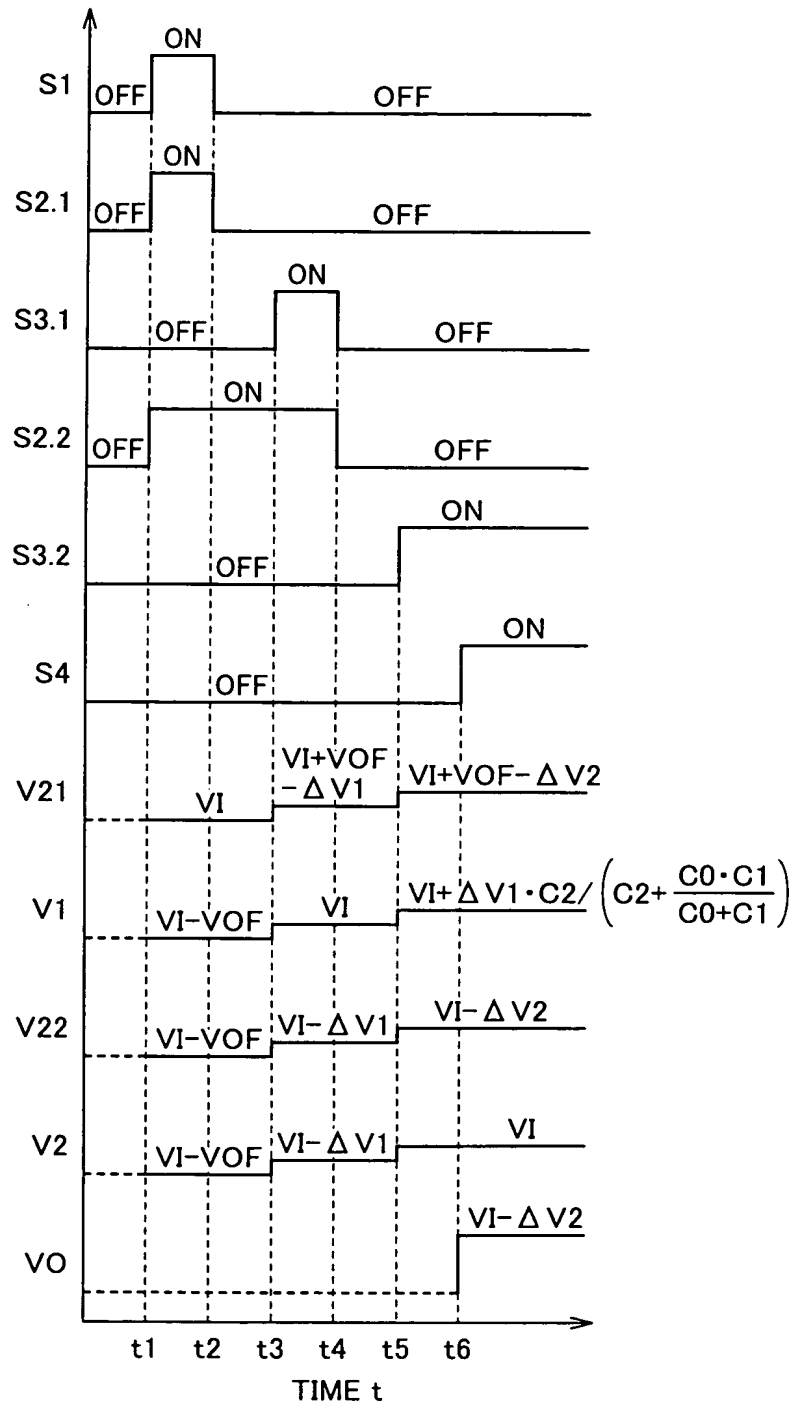 ON
S1
OFF
OFF
ON
S2.1
OFF
OFF
ON
S3.1
OFF
OFF
ON
S2.2
OFF
OFF
ON
S3.2
OFF
ON
S4
OFF
VI+VOF
-ΔV1
VI+VOF-ΔV2
V21
VI
V1
VI-VOF
VI
VI+ΔV1·C2/(C2+C0·C1/C0+C1)
V22
VI-VOF
VI-ΔV1
VI-ΔV2
V2
VI-VOF
VI-ΔV1
VI
VI-ΔV2
VO
t1 t2 t3 t4 t5 t6
TIME t